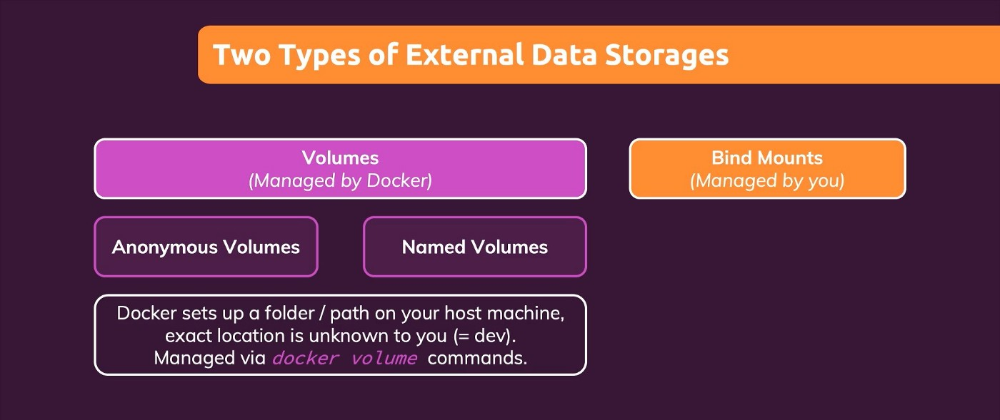 Two Types of External Data Storages
Volumes
(Managed by Docker)
Bind Mounts
(Managed by you)
Anonymous Volumes
Named Volumes
Docker sets up a folder / path on your host machine,
exact location is unknown to you (= dev).
Managed via docker volume commands.